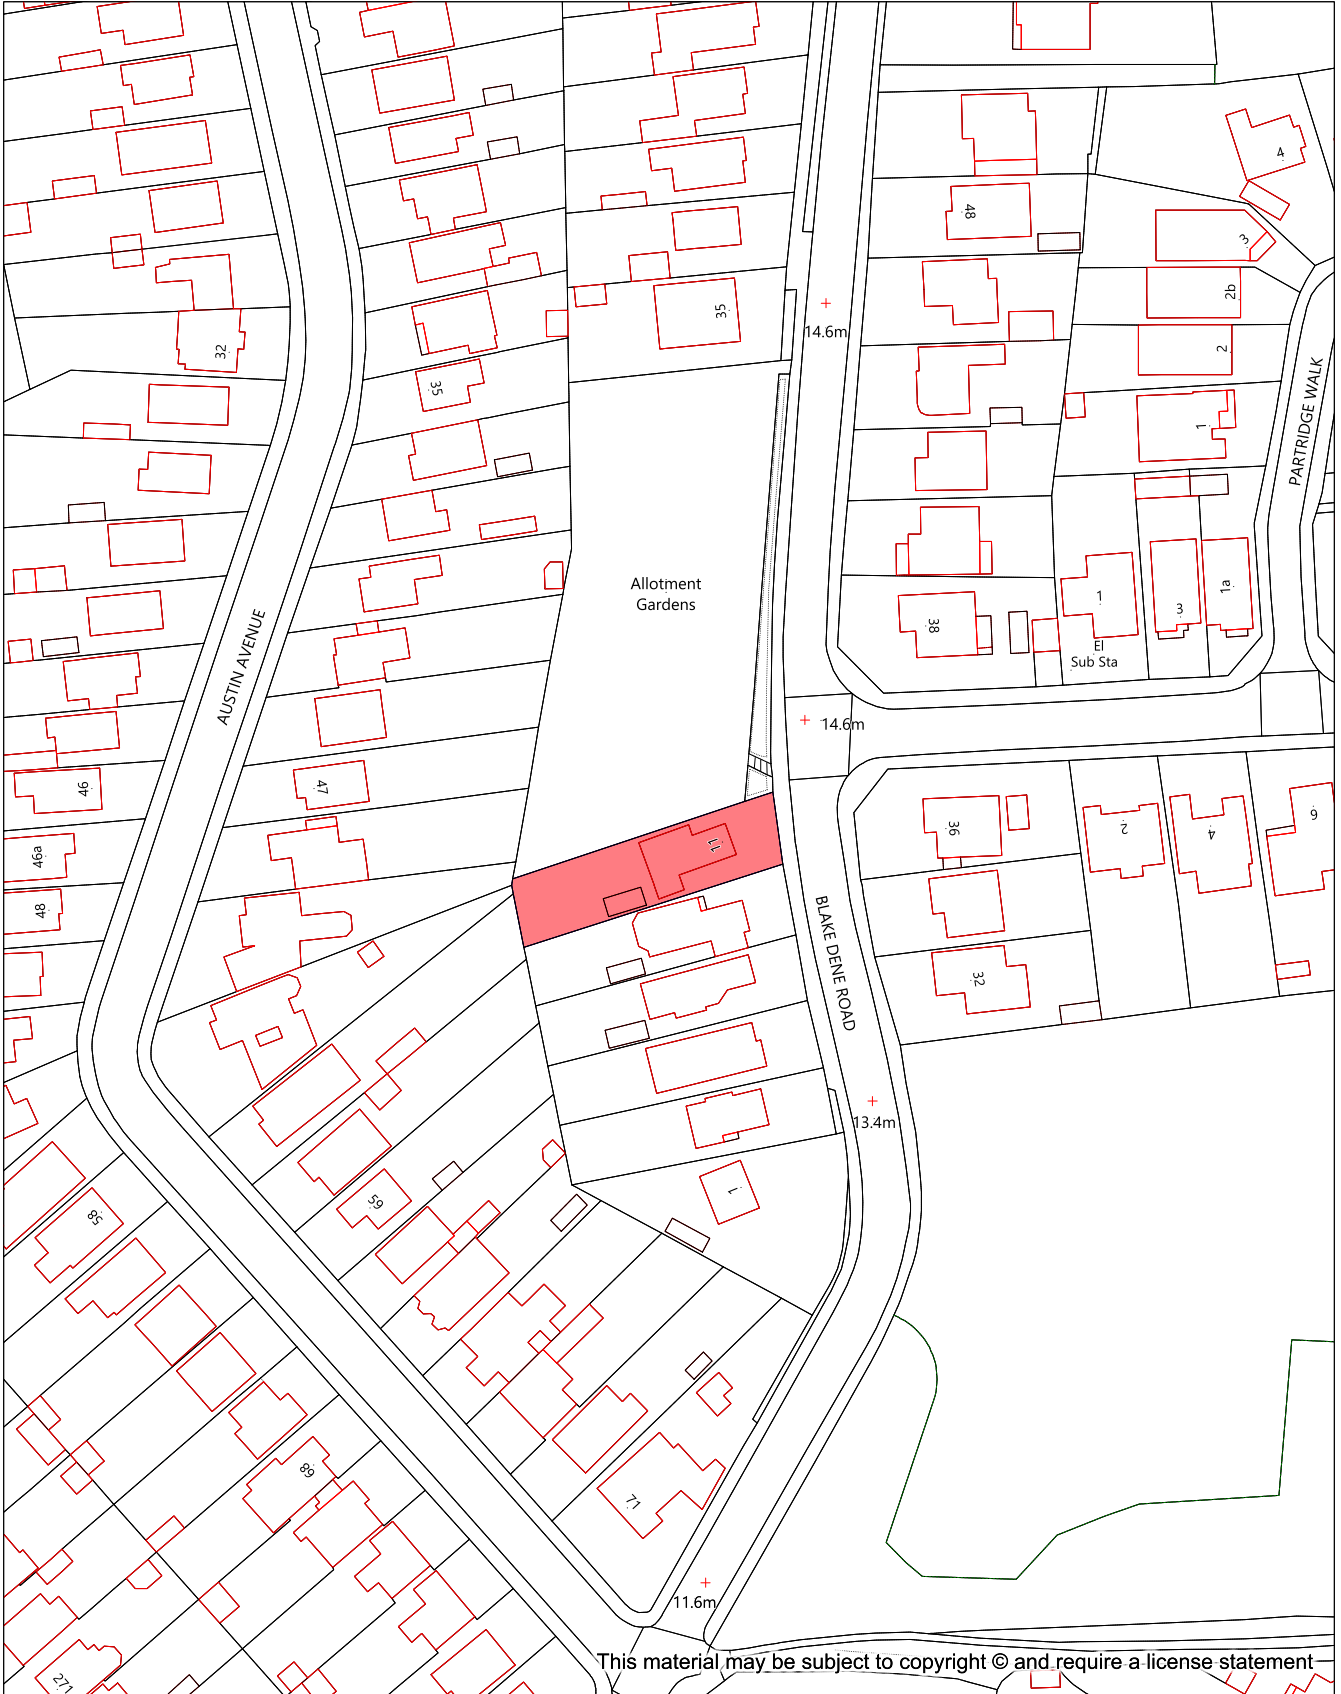 4
48
3
2b
35
14.6m
32
2
35
PARTRIDGE WALK
1
Allotment
Gardens
1
3
1a
38
El
Sub Sta
AUSTIN AVENUE
14.6m
46
47
36
2
4
6
11
46a
48
BLAKE DENE ROAD
32
13.4m
59
58
1
68
71
11.6m
271
This material may be subject to copyright © and require a license statement